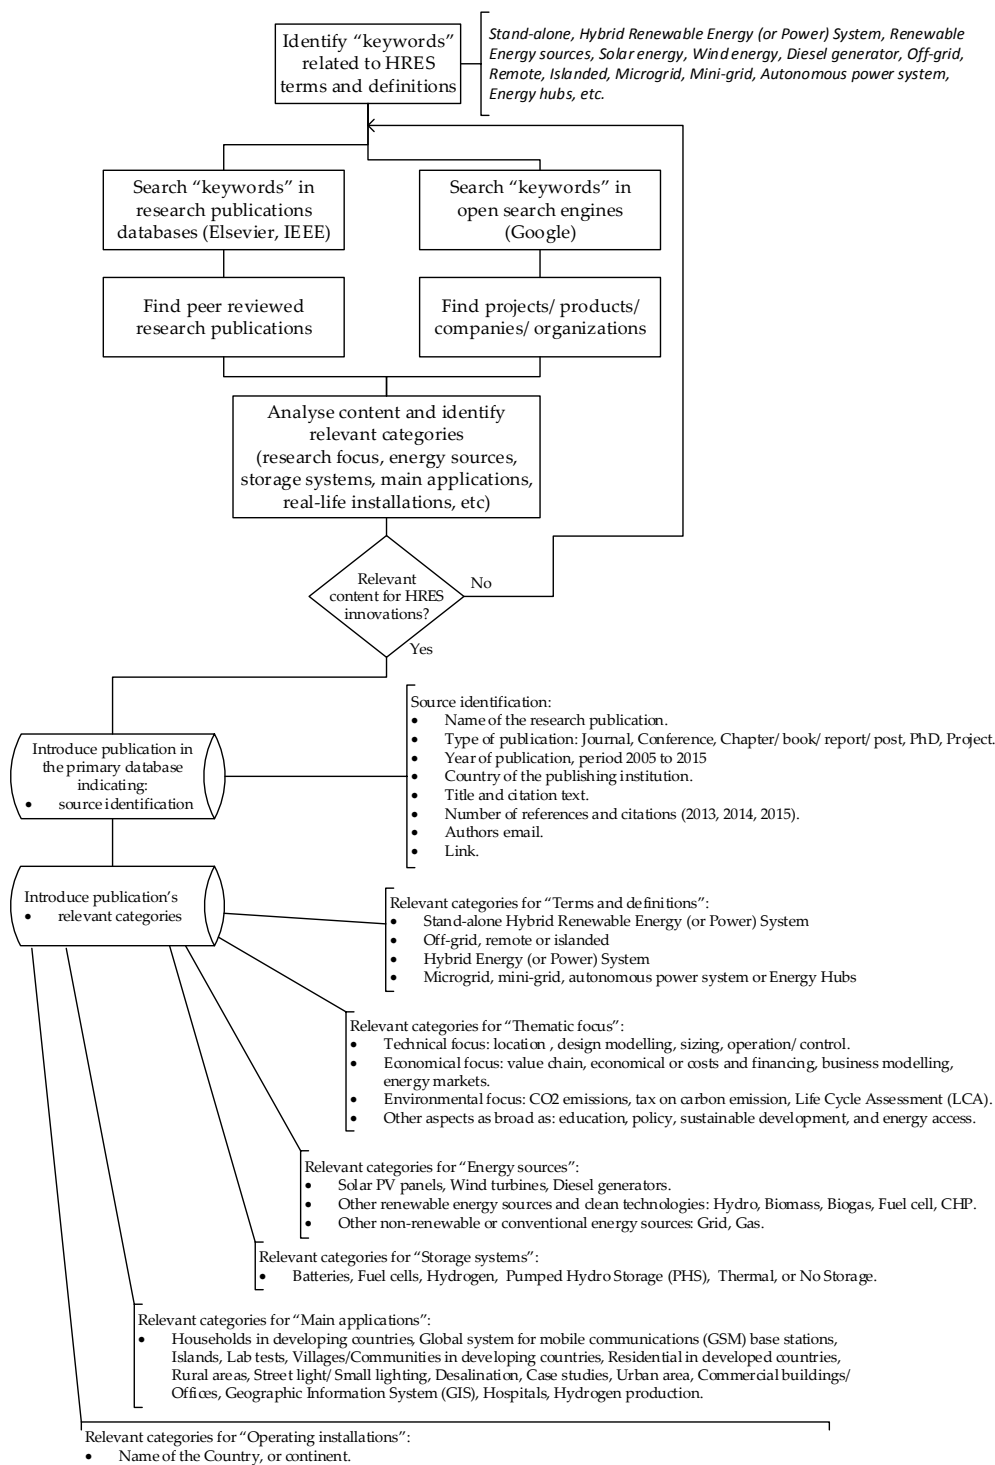 Identify “keywords”
related to HRES
terms and definitions
Stand-alone, Hybrid Renewable Energy (or Power) System, Renewable
Energy sources, Solar energy, Wind energy, Diesel generator, Off-grid,
Remote, Islanded, Microgrid, Mini-grid, Autonomous power system,
Energy hubs, etc.
Search “keywords” in
research publications
databases (Elsevier, IEEE)
Search “keywords” in
open search engines
(Google)
Find peer reviewed
research publications
Find projects/ products/
companies/ organizations
Analyse content and identify
relevant categories
(research focus, energy sources,
storage systems, main applications,
real-life installations, etc)
Relevant
content for HRES
innovations?
No
Yes
Introduce publication in
the primary database
indicating:
• source identification
Source identification:
• Name of the research publication.
• Type of publication: Journal, Conference, Chapter/ book/ report/ post, PhD, Project.
• Year of publication, period 2005 to 2015
• Country of the publishing institution.
• Title and citation text.
• Number of references and citations (2013, 2014, 2015).
• Authors email.
• Link.
Introduce publication’s
• relevant categories
Relevant categories for “Terms and definitions”:
• Stand-alone Hybrid Renewable Energy (or Power) System
• Off-grid, remote or islanded
• Hybrid Energy (or Power) System
• Microgrid, mini-grid, autonomous power system or Energy Hubs
Relevant categories for “Thematic focus”:
• Technical focus: location , design modelling, sizing, operation/ control.
• Economical focus: value chain, economical or costs and financing, business modelling,
energy markets.
• Environmental focus: CO2 emissions, tax on carbon emission, Life Cycle Assessment (LCA).
• Other aspects as broad as: education, policy, sustainable development, and energy access.
Relevant categories for “Energy sources”:
• Solar PV panels, Wind turbines, Diesel generators.
• Other renewable energy sources and clean technologies: Hydro, Biomass, Biogas, Fuel cell, CHP.
• Other non-renewable or conventional energy sources: Grid, Gas.
Relevant categories for “Storage systems”:
• Batteries, Fuel cells, Hydrogen, Pumped Hydro Storage (PHS), Thermal, or No Storage.
Relevant categories for “Main applications”:
• Households in developing countries, Global system for mobile communications (GSM) base stations,
Islands, Lab tests, Villages/Communities in developing countries, Residential in developed countries,
Rural areas, Street light/ Small lighting, Desalination, Case studies, Urban area, Commercial buildings/
Offices, Geographic Information System (GIS), Hospitals, Hydrogen production.
Relevant categories for “Operating installations”:
• Name of the Country, or continent.